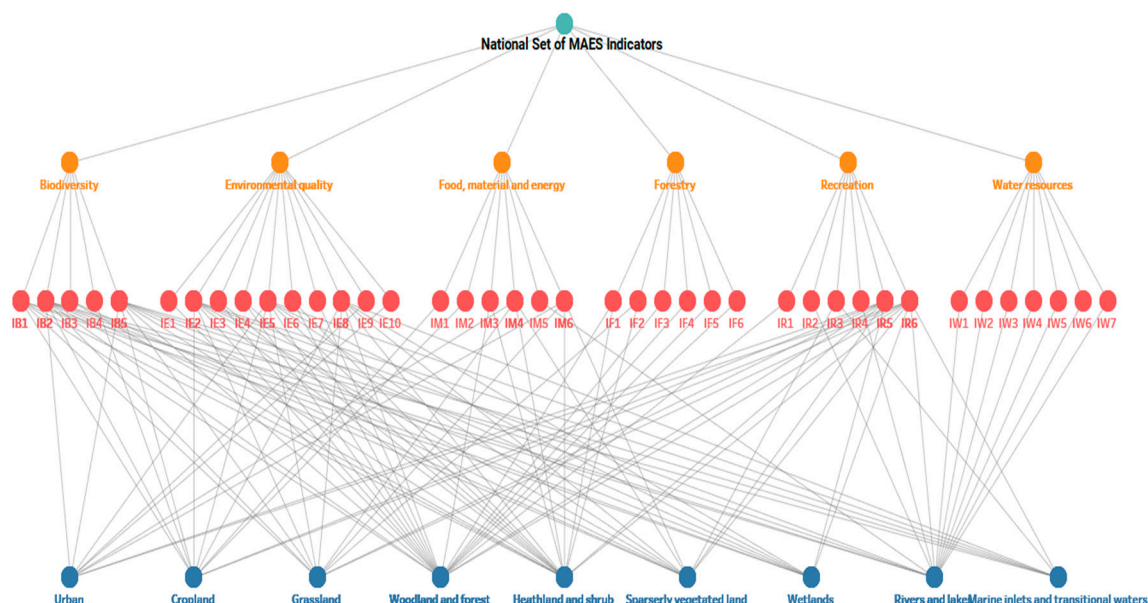 National Set of MAES Indicators
Biodiversity Environmental quality Food, material and energy Forestry Recreation Water resources
IB1 IB2 IB3 IB4 IB5 IE1 IE2 IE3 IE4 IE5 IE6 IE7 IE8 IE9 IE10 IM1 IM2 IM3 IM4 IM5 IM6 IF1 IF2 IF3 IF4 IF5 IF6 IR1 IR2 IR3 IR4 IR5 IR6 IW1 IW2 IW3 IW4 IW5 IW6 IW7
Urban Cropland Grassland Woodland and forest Heathland and shrub Sparserly vegetated land Wetlands Rivers and lakes Marine inlets and transitional waters